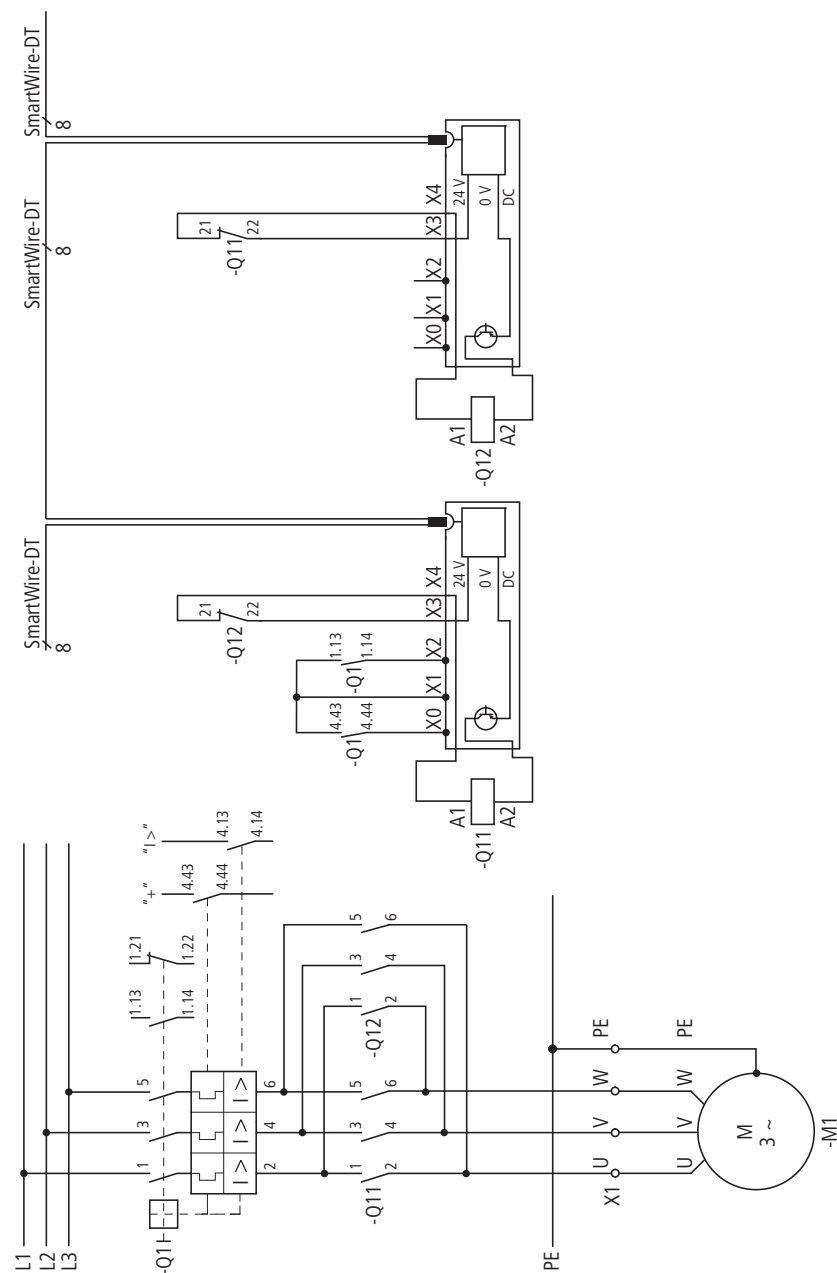 L1
L2
L3
-Q1
1 3 5
1.13 1.21 "+" "I>"
4.43 4.13
1.14 1.22 4.44 4.14
I> I> I>
2 4 6
-Q11
1 3 5
2 4 6
-Q12
1 3 5
2 4 6
PE
X1
U V W PE
U V W PE
M
3 ~
-M1
SmartWire-DT
8
-Q12
21
22
-Q1
4.43
4.44
-Q1
1.13
1.14
X0 X1 X2 X3 X4
24 V
0 V
DC
A1
-Q11
A2
SmartWire-DT
8
-Q11
21
22
X0 X1 X2 X3 X4
24 V
0 V
DC
A1
-Q12
A2
SmartWire-DT
8